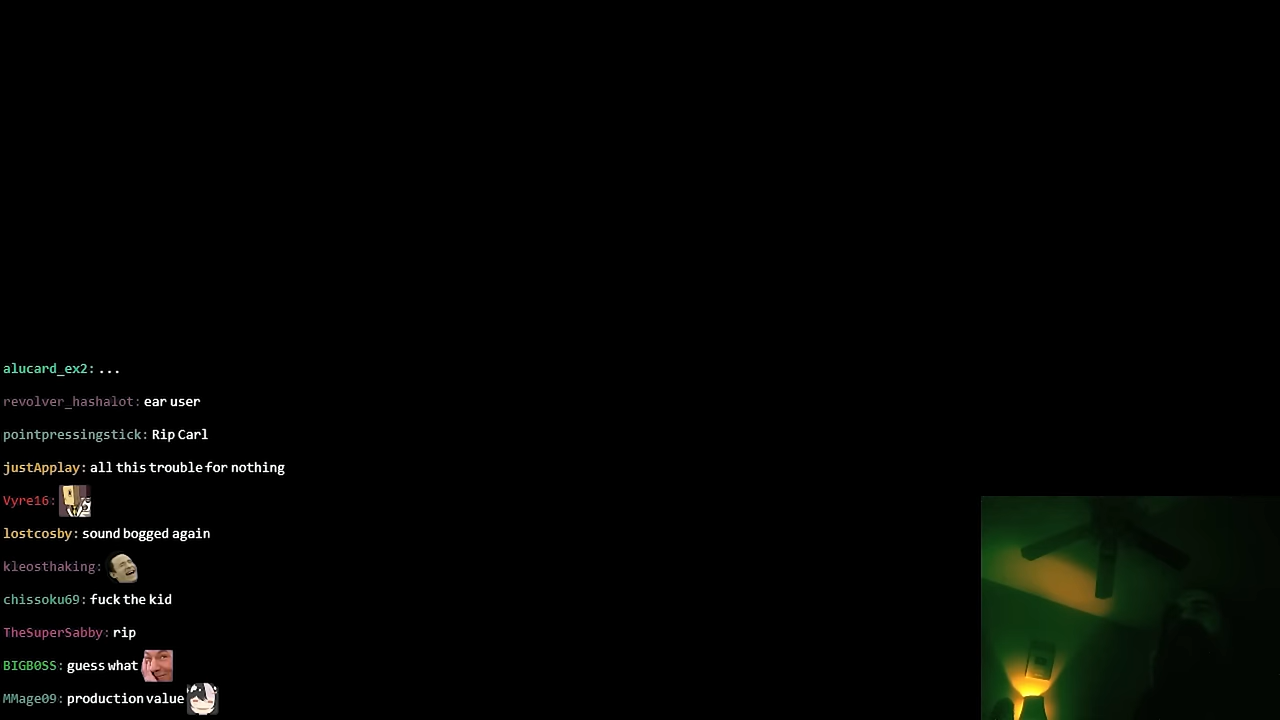 alucard_ex2: ...
revolver_hashalot: ear user
pointpressingstick: Rip Carl
justApplay: all this trouble for nothing
Vyre16:
lostcosby: sound bogged again
kleosthaking:
chissoku69: fuck the kid
TheSuperSabby: rip
BIGB0SS: guess what
MMage09: production value